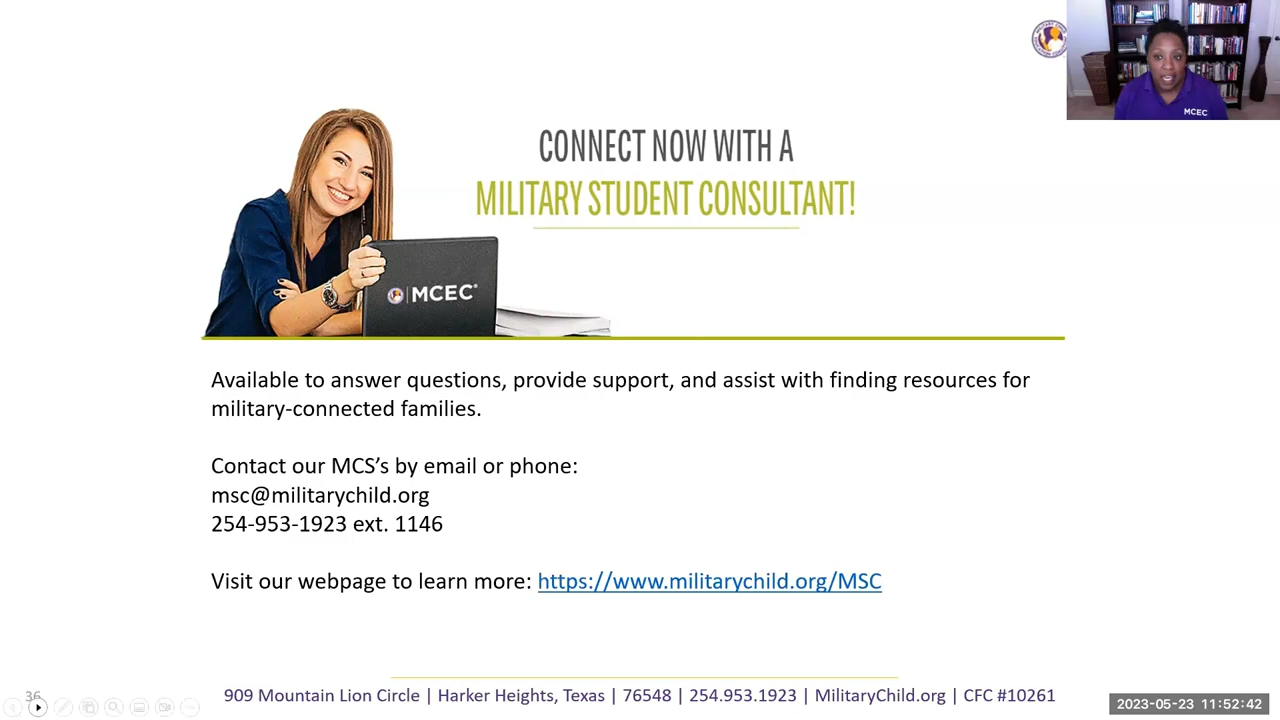 CONNECT NOW WITH A
MILITARY STUDENT CONSULTANT!
MCEC
MCEC®
Available to answer questions, provide support, and assist with finding resources for
military-connected families.
Contact our MCS’s by email or phone:
msc@militarychild.org
254-953-1923 ext. 1146
Visit our webpage to learn more: https://www.militarychild.org/MSC
36
909 Mountain Lion Circle | Harker Heights, Texas | 76548 | 254.953.1923 | MilitaryChild.org | CFC #10261
2023-05-23 11:52:42